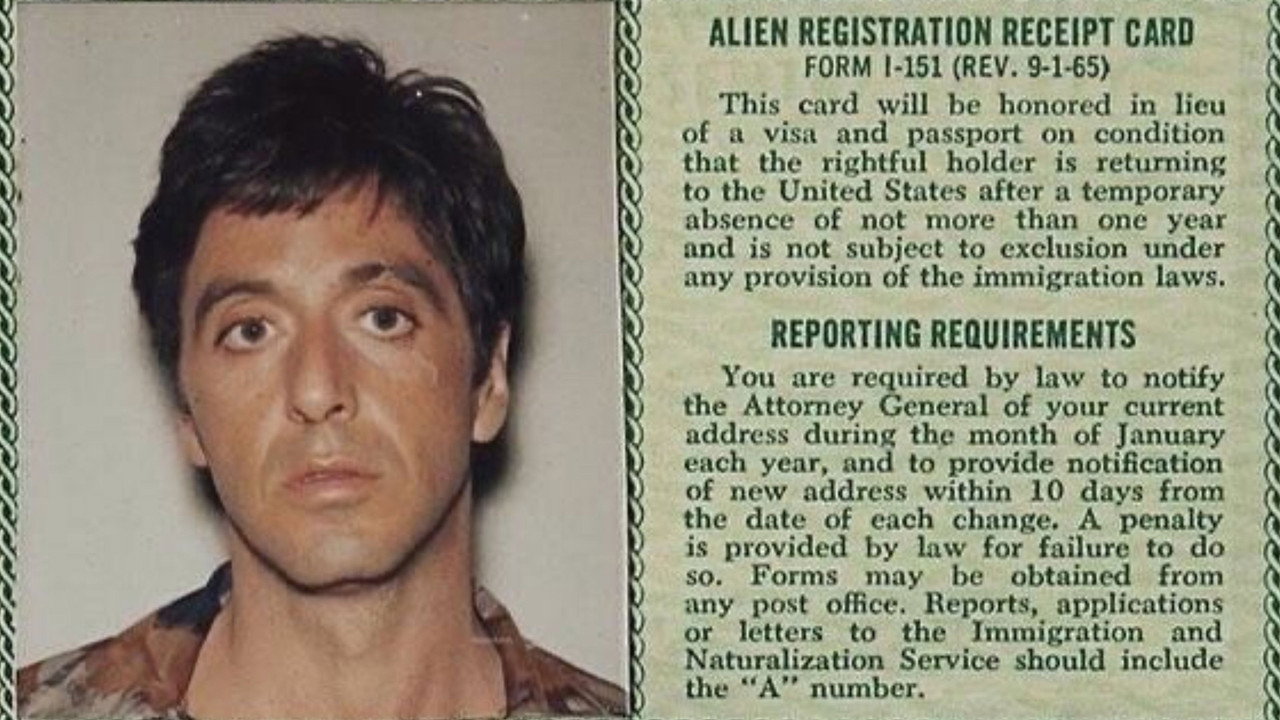 ALIEN REGISTRATION RECEIPT CARD
FORM I-151 (REV. 9-1-65)
This card will be honored in lieu
of a visa and passport on condition
that the rightful holder is returning
to the United States after a temporary
absence of not more than one year
and is not subject to exclusion under
any provision of the immigration laws.
REPORTING REQUIREMENTS
You are required by law to notify
the Attorney General of your current
address during the month of January
each year, and to provide notification
of new address within 10 days from
the date of each change. A penalty
is provided by law for failure to do
so. Forms may be obtained from
any post office. Reports, applications
or letters to the Immigration and
Naturalization Service should include
the "A" number.